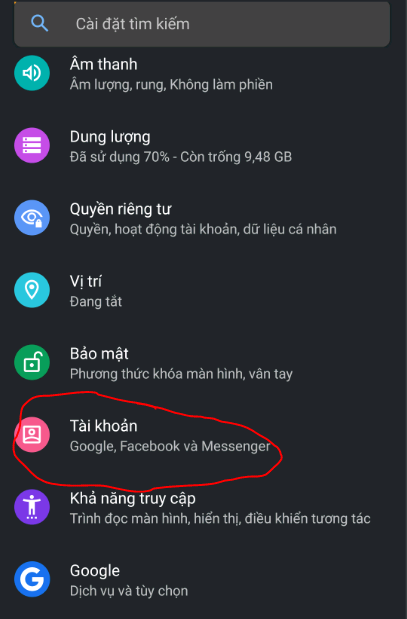 Cài đặt tìm kiếm
Âm thanh
Âm lượng, rung, Không làm phiền
Dung lượng
Đã sử dụng 70% - Còn trống 9,48 GB
Quyền riêng tư
Quyền, hoạt động tài khoản, dữ liệu cá nhân
Vị trí
Đang tắt
Bảo mật
Phương thức khóa màn hình, vân tay
Tài khoản
Google, Facebook và Messenger
Khả năng truy cập
Trình đọc màn hình, hiển thị, điều khiển tương tác
Google
Dịch vụ và tùy chọn